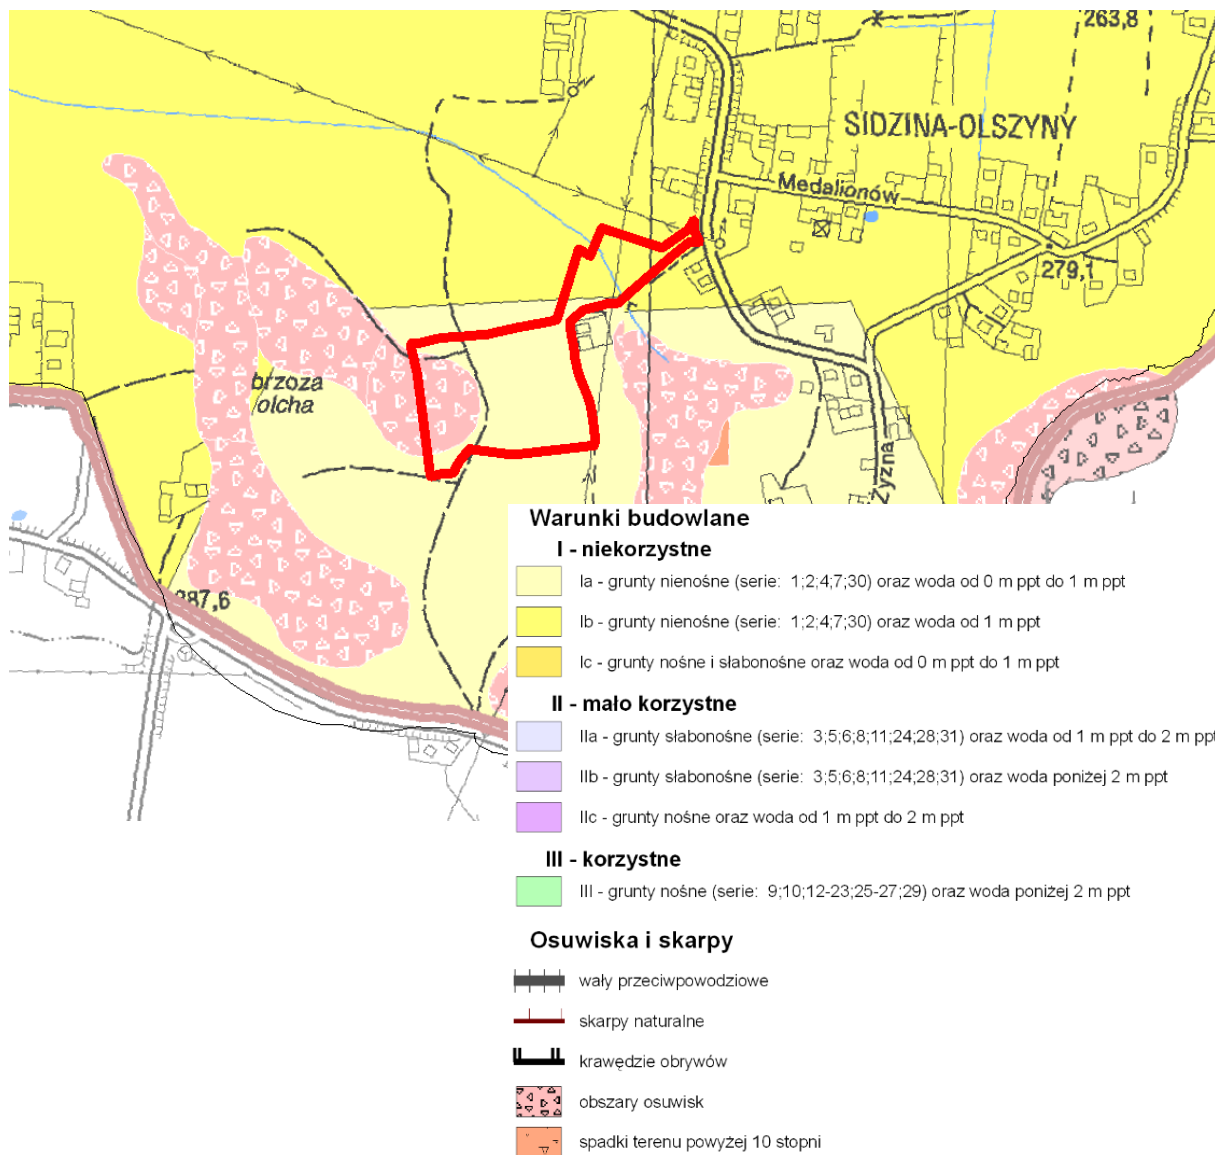 263,8
SIDZINA-OLSZYNY
Medalionów
279,1
brzoza
olcha
Żyzna
287,6
Warunki budowlane
I - niekorzystne
Ia - grunty nienośne (serie: 1;2;4;7;30) oraz woda od 0 m ppt do 1 m ppt
Ib - grunty nienośne (serie: 1;2;4;7;30) oraz woda od 1 m ppt
Ic - grunty nośne i słabonośne oraz woda od 0 m ppt do 1 m ppt
II - mało korzystne
IIa - grunty słabonośne (serie: 3;5;6;8;11;24;28;31) oraz woda od 1 m ppt do 2 m ppt
IIb - grunty słabonośne (serie: 3;5;6;8;11;24;28;31) oraz woda poniżej 2 m ppt
IIc - grunty nośne oraz woda od 1 m ppt do 2 m ppt
III - korzystne
III - grunty nośne (serie: 9;10;12-23;25-27;29) oraz woda poniżej 2 m ppt
Osuwiska i skarpy
wały przeciwpowodziowe
skarpy naturalne
krawędzie obrywów
obszary osuwisk
spadki terenu powyżej 10 stopni